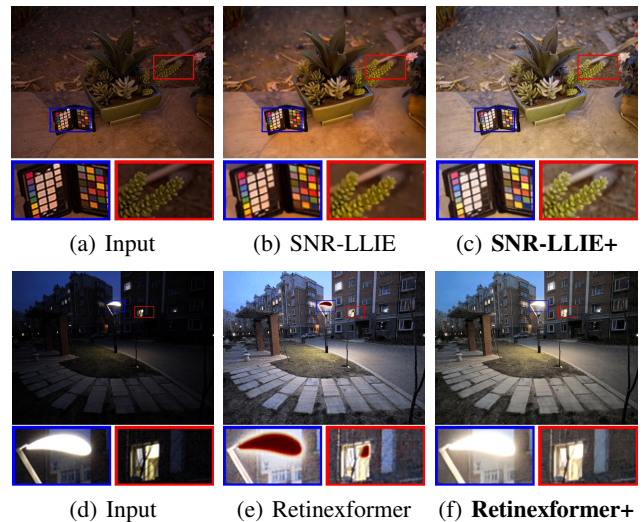 (a) Input
(b) SNR-LLIE
(c) SNR-LLIE+
(d) Input
(e) Retinexformer
(f) Retinexformer+